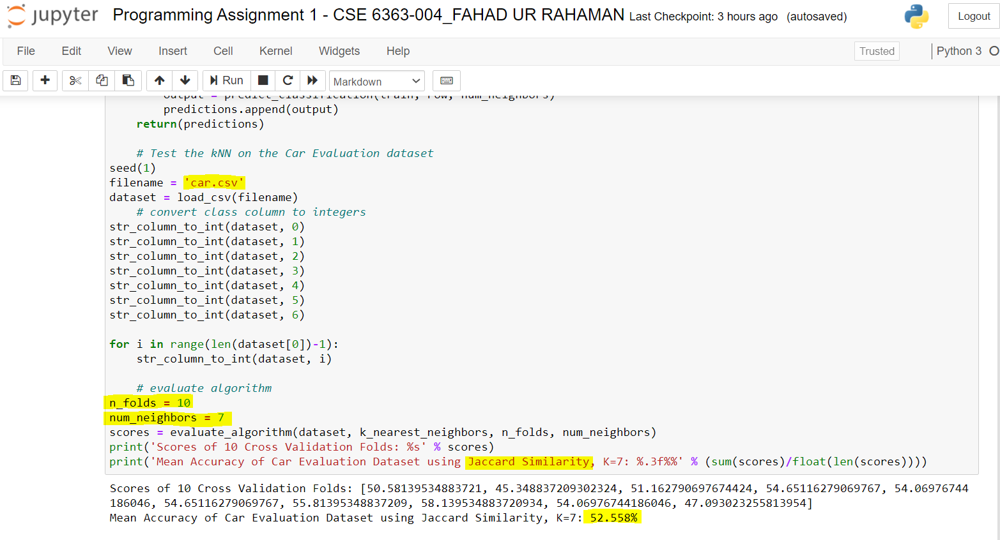 jupyter Programming Assignment 1 - CSE 6363-004_FAHAD UR RAHAMAN Last Checkpoint: 3 hours ago (autosaved) Logout
File Edit View Insert Cell Kernel Widgets Help Trusted Python 3
Run Markdown
output = predict_classification(train, row, num_neighbors)
predictions.append(output)
return(predictions)
# Test the kNN on the Car Evaluation dataset
seed(1)
filename = 'car.csv'
dataset = load_csv(filename)
# convert class column to integers
str_column_to_int(dataset, 0)
str_column_to_int(dataset, 1)
str_column_to_int(dataset, 2)
str_column_to_int(dataset, 3)
str_column_to_int(dataset, 4)
str_column_to_int(dataset, 5)
str_column_to_int(dataset, 6)
for i in range(len(dataset[0])-1):
str_column_to_int(dataset, i)
# evaluate algorithm
n_folds = 10
num_neighbors = 7
scores = evaluate_algorithm(dataset, k_nearest_neighbors, n_folds, num_neighbors)
print('Scores of 10 Cross Validation Folds: %s' % scores)
print('Mean Accuracy of Car Evaluation Dataset using Jaccard Similarity, K=7: %.3f%%' % (sum(scores)/float(len(scores))))
Scores of 10 Cross Validation Folds: [50.58139534883721, 45.348837209302324, 51.162790697674424, 54.65116279069767, 54.06976744
186046, 54.65116279069767, 55.81395348837209, 58.139534883720934, 54.06976744186046, 47.093023255813954]
Mean Accuracy of Car Evaluation Dataset using Jaccard Similarity, K=7: 52.558%